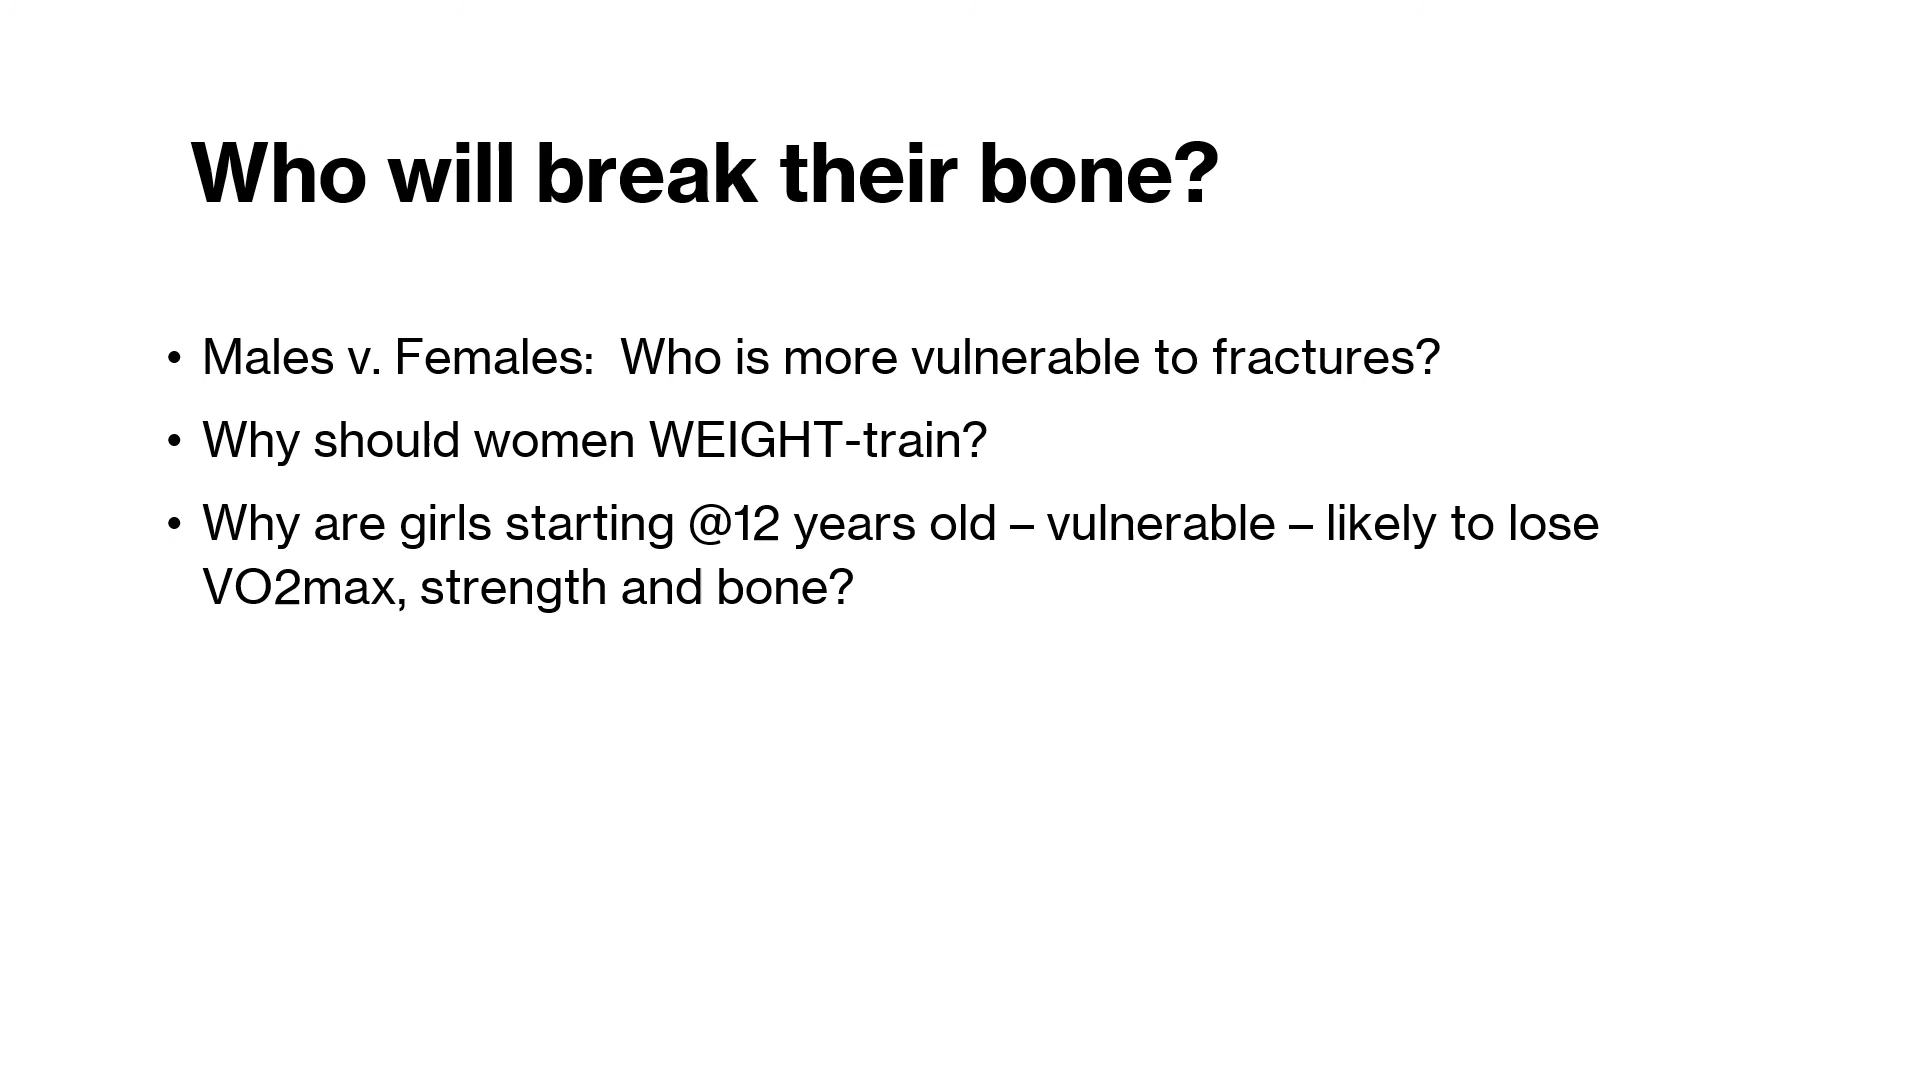 Who will break their bone?
• Males v. Females:  Who is more vulnerable to fractures?
• Why should women WEIGHT-train?
• Why are girls starting @12 years old – vulnerable – likely to lose
VO2max, strength and bone?